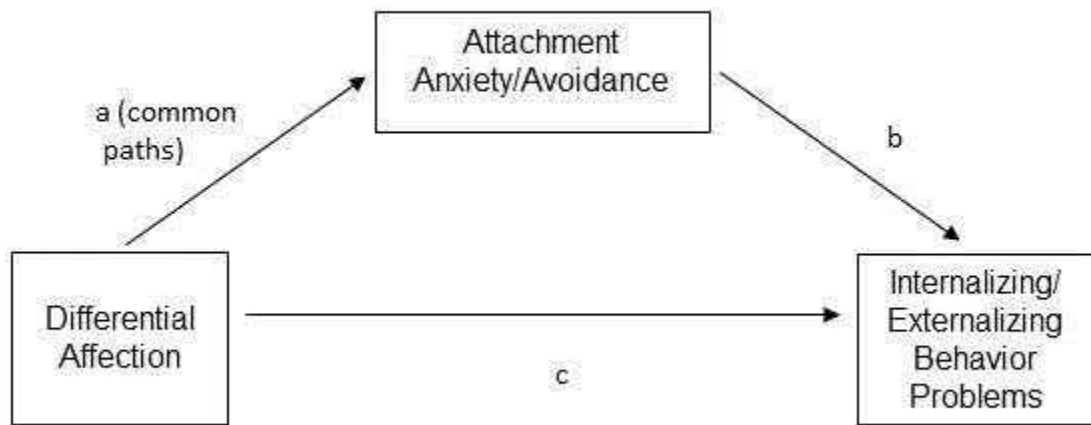 Attachment
Anxiety/Avoidance
a (common
paths)
b
Differential
Affection
c
Internalizing/
Externalizing
Behavior
Problems